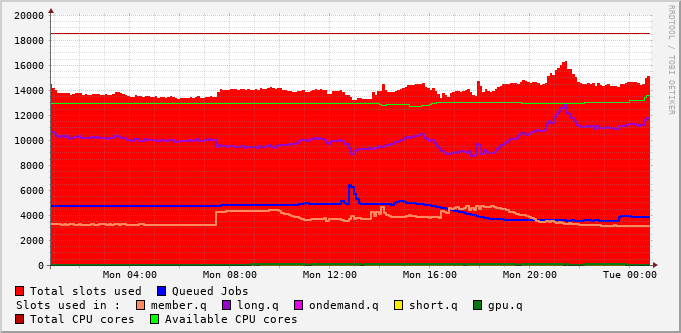 20000
18000
16000
14000
12000
10000
8000
6000
4000
2000
0
Mon 04:00 Mon 08:00 Mon 12:00 Mon 16:00 Mon 20:00 Tue 00:00
RRDTOOL / TOBI OETIKER
Total slots used Queued Jobs
Slots used in : member.q long.q ondemand.q short.q gpu.q
Total CPU cores Available CPU cores